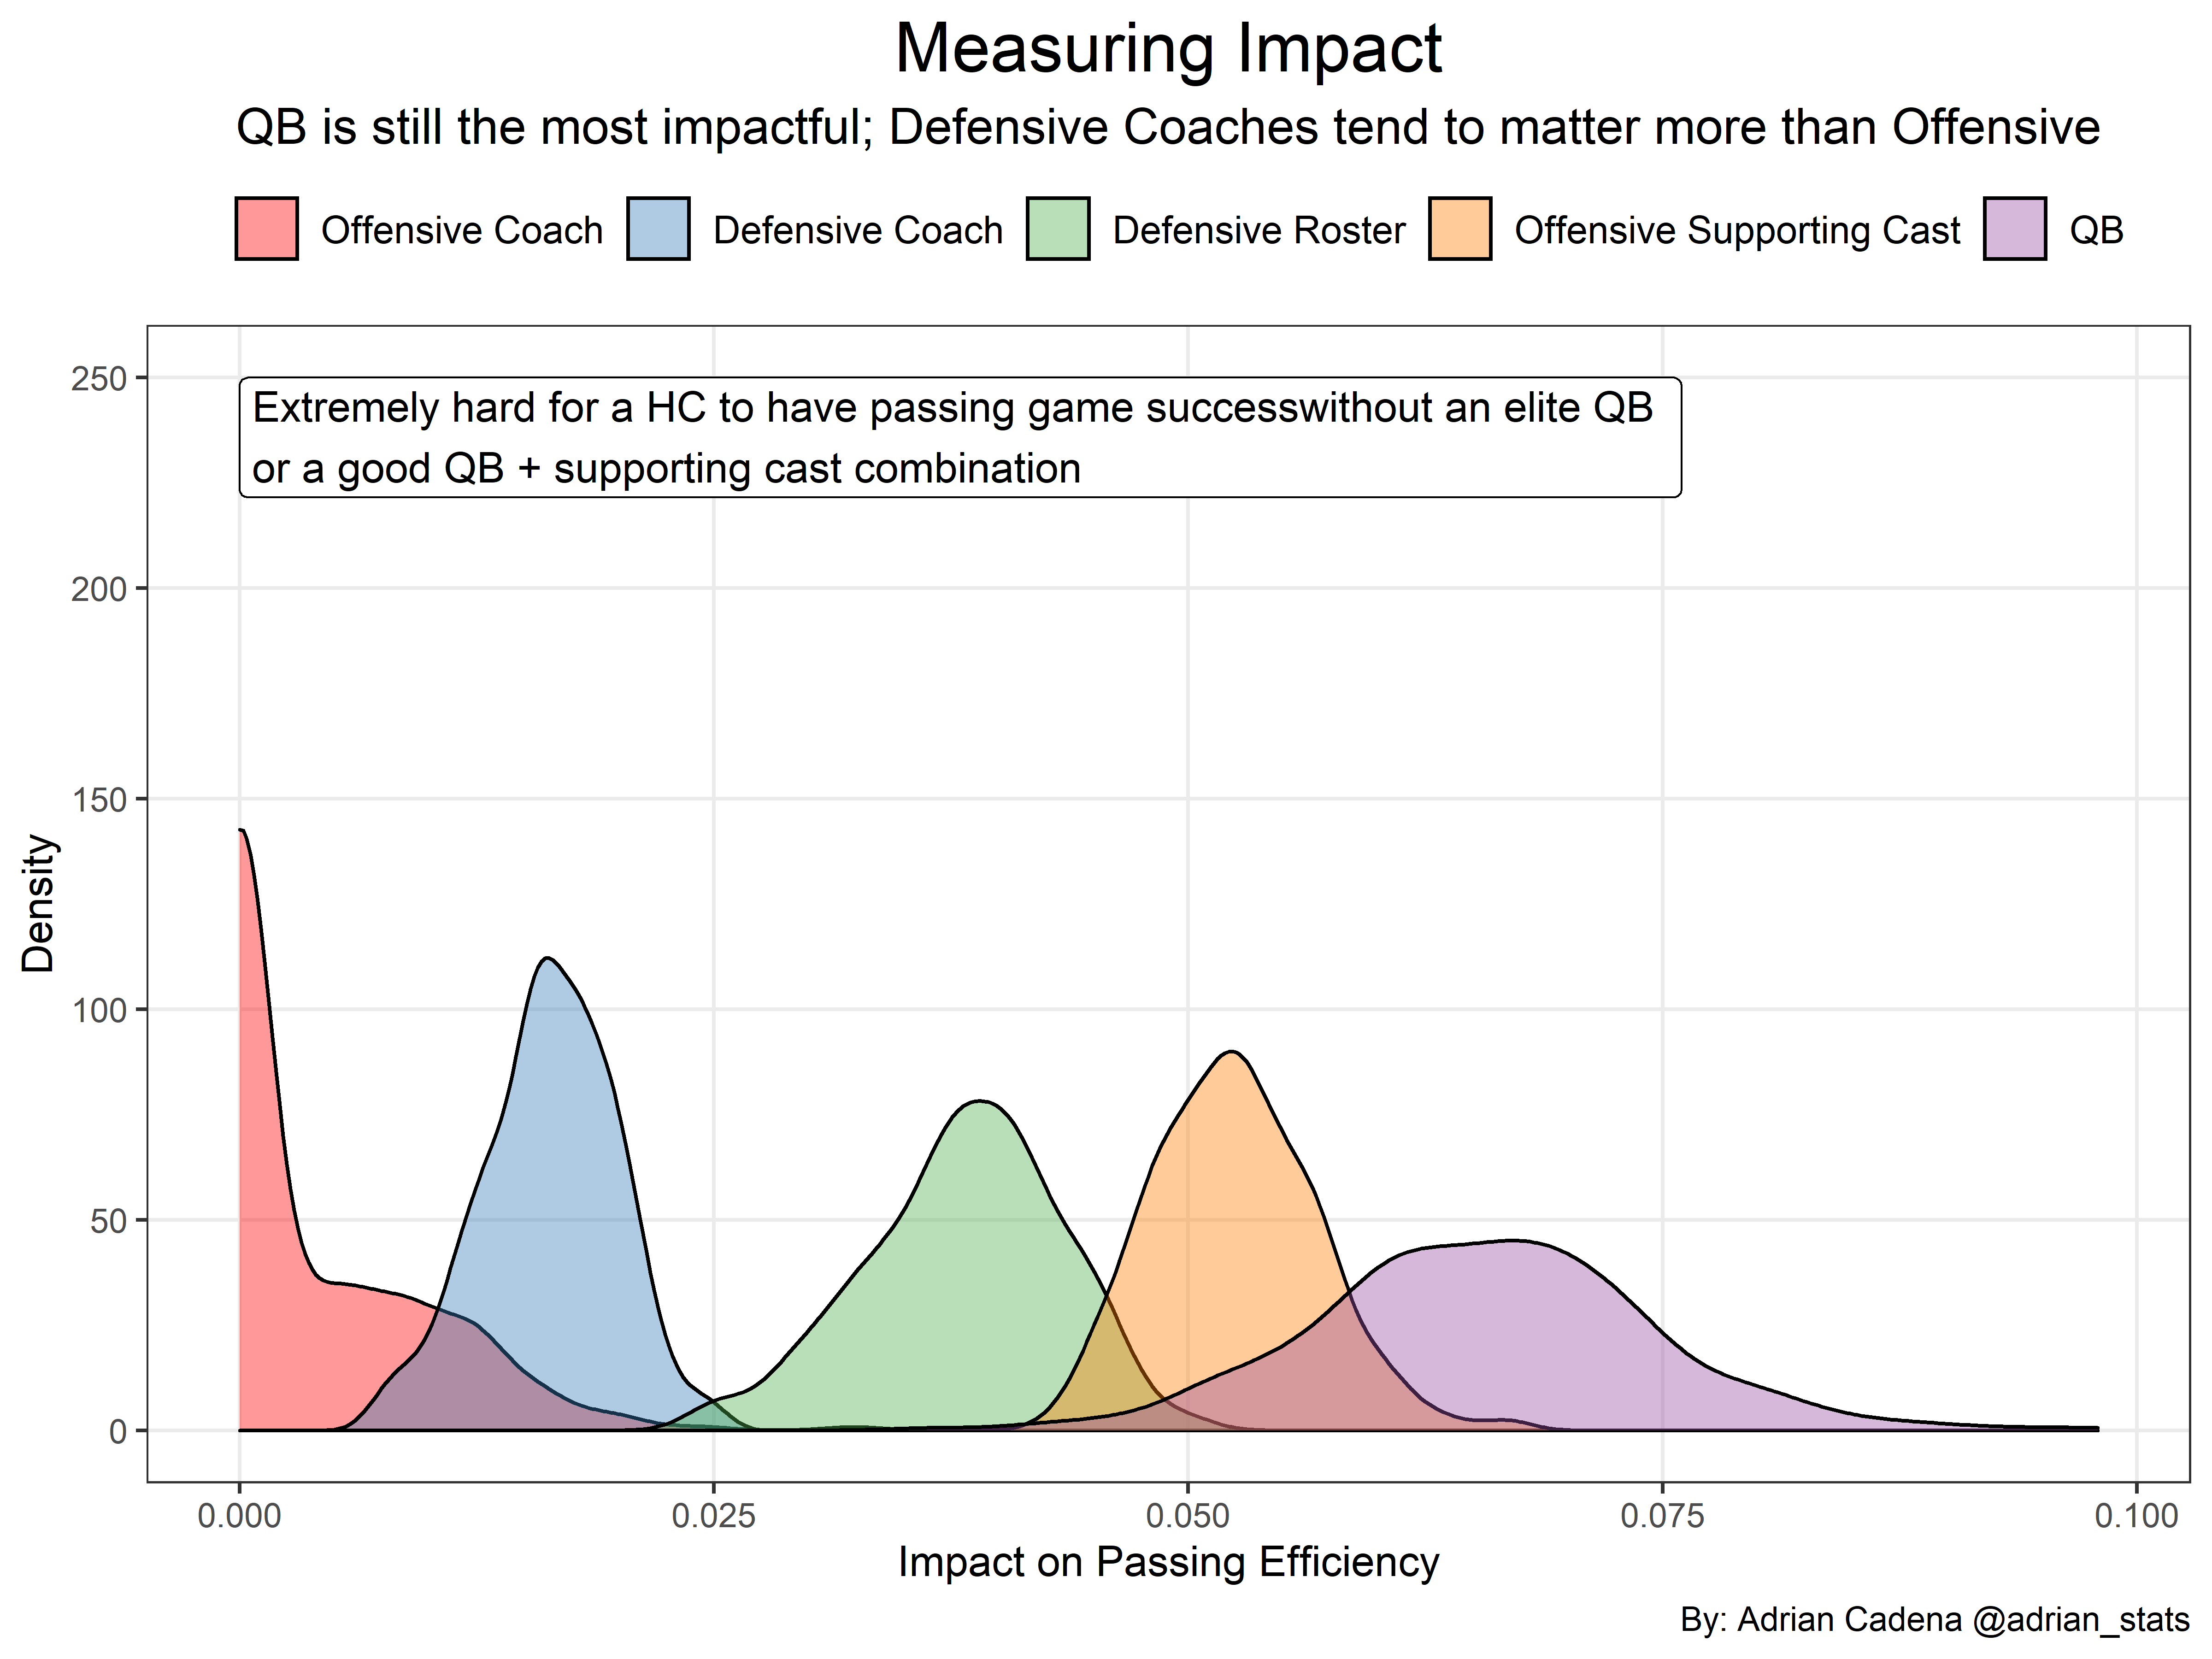 Measuring Impact
QB is still the most impactful; Defensive Coaches tend to matter more than Offensive
Offensive Coach Defensive Coach Defensive Roster Offensive Supporting Cast QB
250
Extremely hard for a HC to have passing game successwithout an elite QB
or a good QB + supporting cast combination
200
150
Density
100
50
0
0.000 0.025 0.050 0.075 0.100
Impact on Passing Efficiency
By: Adrian Cadena @adrian_stats